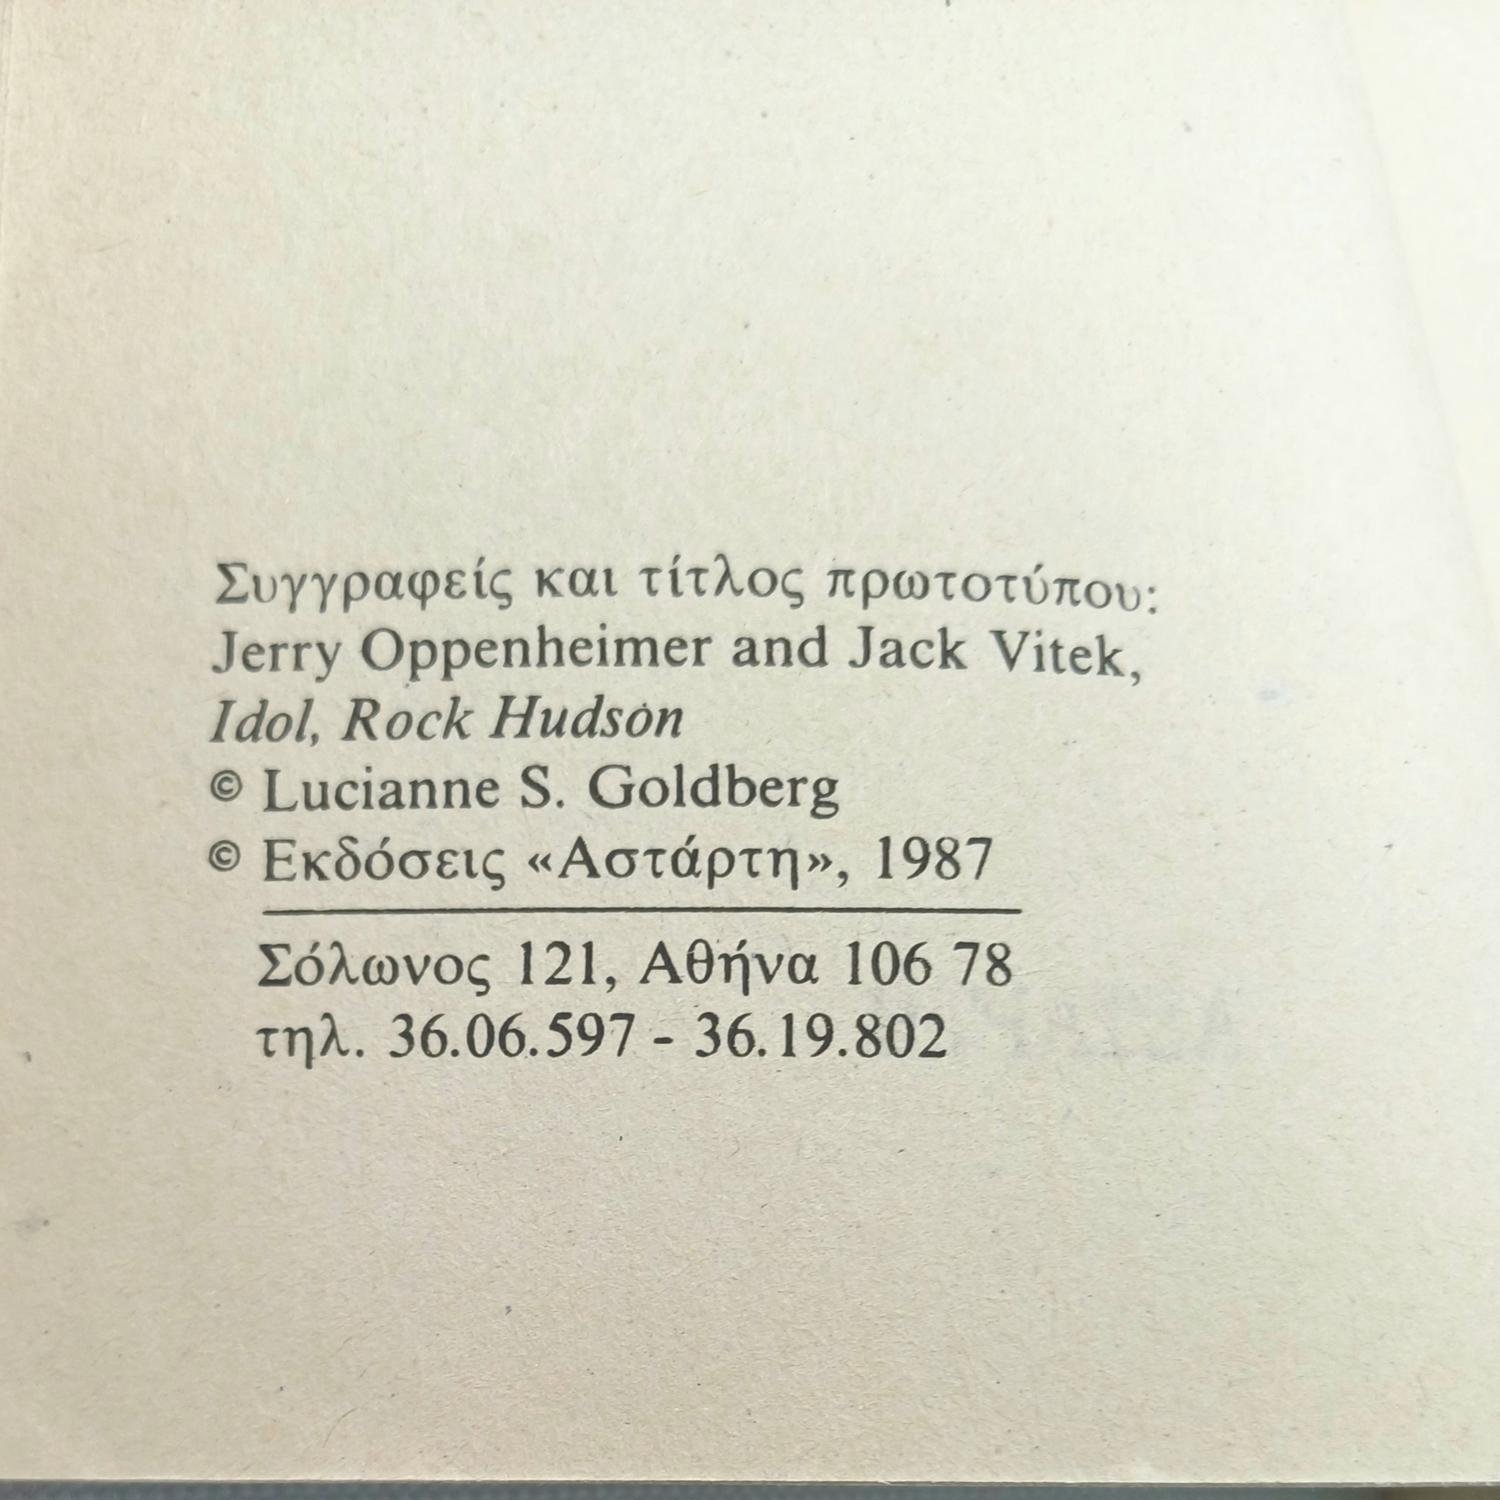 Συγγραφείς και τίτλος πρωτοτύπου:
Jerry Oppenheimer and Jack Vitek,
Idol, Rock Hudson
© Lucianne S. Goldberg
© Εκδόσεις «Αστάρτη», 1987
Σόλωνος 121, Αθήνα 106 78
τηλ. 36.06.597 - 36.19.802